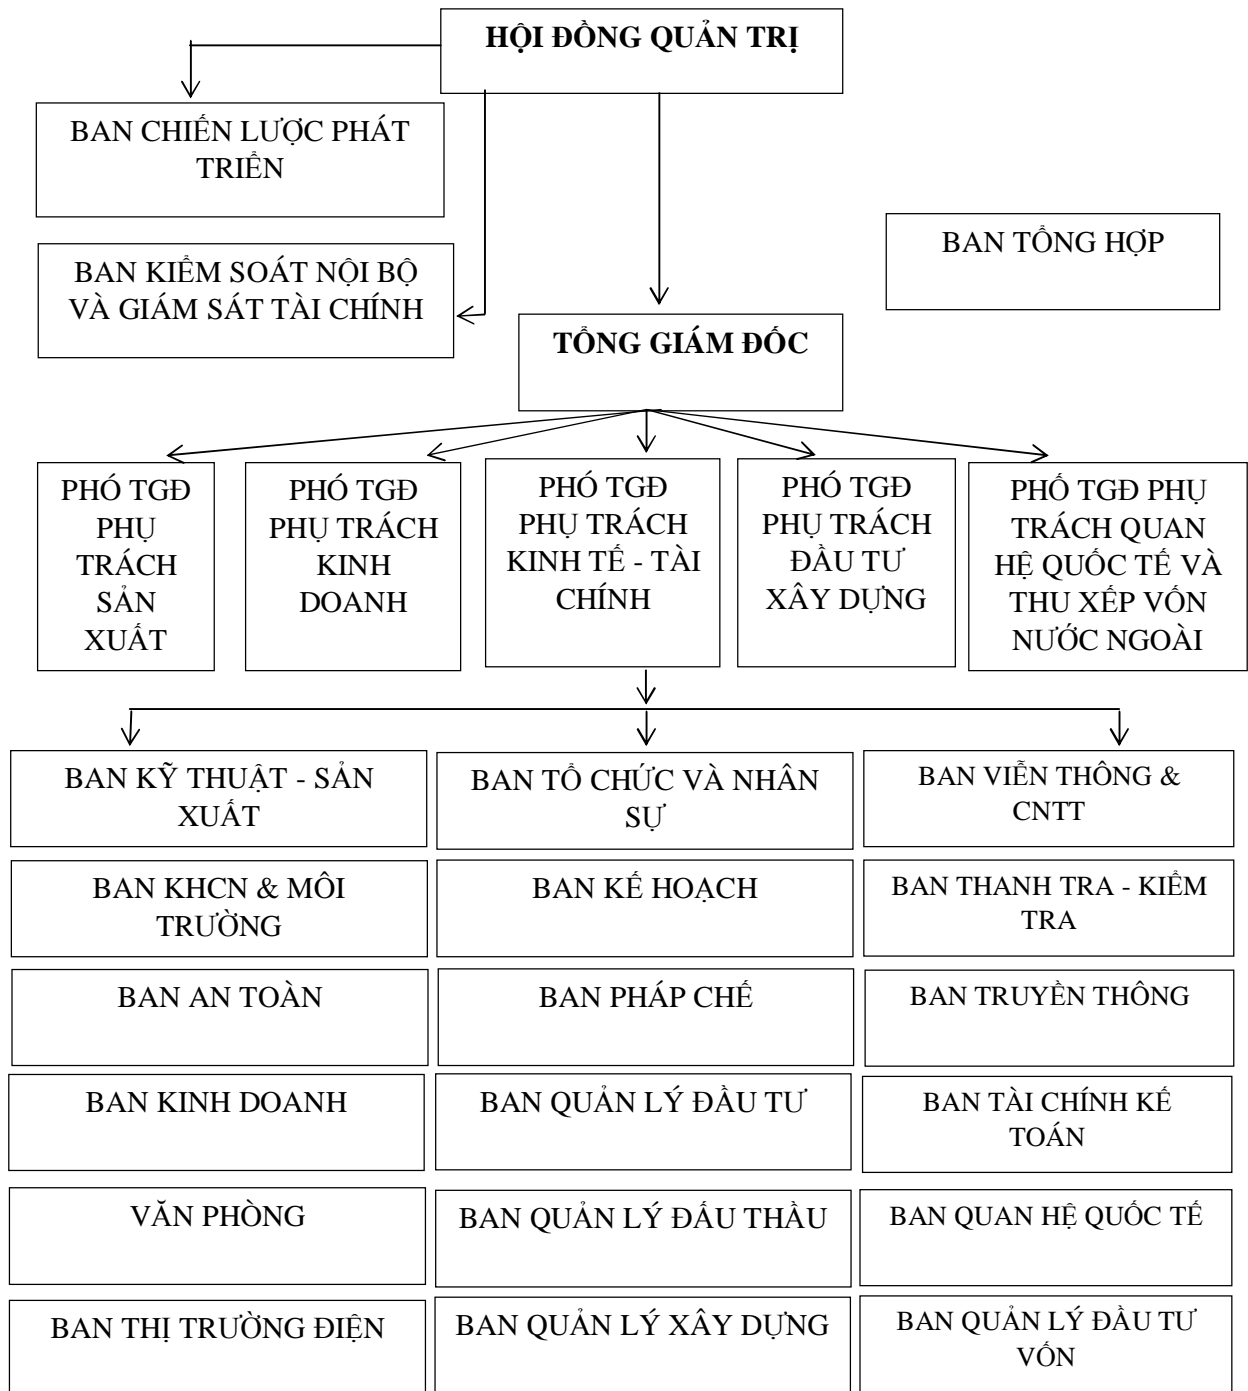 HỘI ĐỒNG QUẢN TRỊ
BAN CHIẾN LƯỢC PHÁT
TRIỂN
BAN TỔNG HỢP
BAN KIỂM SOÁT NỘI BỘ
VÀ GIÁM SÁT TÀI CHÍNH
TỔNG GIÁM ĐỐC
PHÓ TGĐ
PHỤ
TRÁCH
SẢN
XUẤT
PHÓ TGĐ
PHỤ TRÁCH
KINH
DOANH
PHÓ TGĐ
PHỤ TRÁCH
KINH TẾ - TÀI
CHÍNH
PHÓ TGĐ
PHỤ TRÁCH
ĐẦU TƯ
XÂY DỰNG
PHỐ TGĐ PHỤ
TRÁCH QUAN
HỆ QUỐC TẾ VÀ
THU XẾP VỐN
NƯỚC NGOÀI
BAN KỸ THUẬT - SẢN
XUẤT
BAN TỔ CHỨC VÀ NHÂN
SỰ
BAN VIỄN THÔNG &
CNTT
BAN KHCN & MÔI
TRƯỜNG
BAN KẾ HOẠCH
BAN THANH TRA - KIỂM
TRA
BAN AN TOÀN
BAN PHÁP CHẾ
BAN TRUYỀN THÔNG
BAN KINH DOANH
BAN QUẢN LÝ ĐẦU TƯ
BAN TÀI CHÍNH KẾ
TOÁN
VĂN PHÒNG
BAN QUẢN LÝ ĐẤU THẦU
BAN QUAN HỆ QUỐC TẾ
BAN THỊ TRƯỜNG ĐIỆN
BAN QUẢN LÝ XÂY DỰNG
BAN QUẢN LÝ ĐẦU TƯ
VỐN